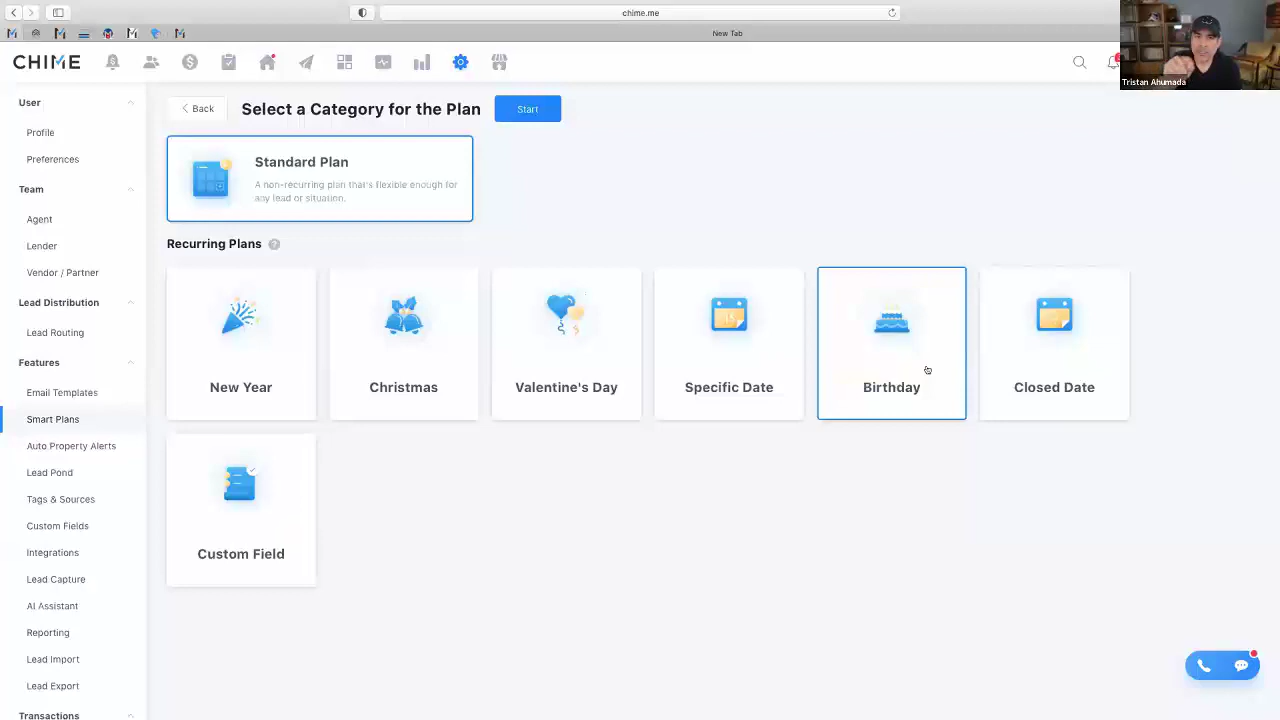 chime.me
New Tab
CHIME
Tristan Ahumada
User
Profile
Preferences
Team
Agent
Lender
Vendor / Partner
Lead Distribution
Lead Routing
Features
Email Templates
Smart Plans
Auto Property Alerts
Lead Pond
Tags & Sources
Custom Fields
Integrations
Lead Capture
AI Assistant
Reporting
Lead Import
Lead Export
Transactions
Back
Select a Category for the Plan
Start
Standard Plan
A non-recurring plan that's flexible enough for
any lead or situation.
Recurring Plans ?
New Year
Christmas
Valentine's Day
Specific Date
Birthday
Closed Date
Custom Field